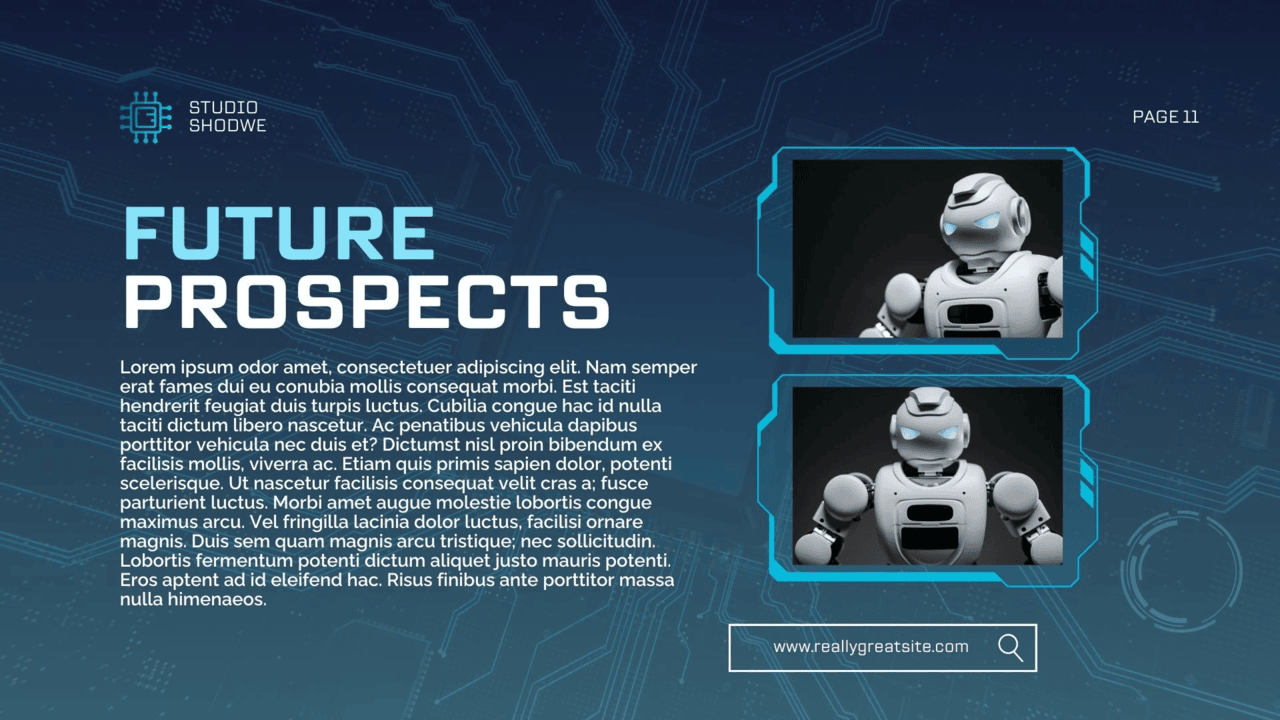 STUDIO
SHODWE
PAGE 11
FUTURE
PROSPECTS
Lorem ipsum odor amet, consectetuer adipiscing elit. Nam semper
erat fames dui eu conubia mollis consequat morbi. Est taciti
hendrerit feugiat duis turpis luctus. Cubilia congue hac id nulla
taciti dictum libero nascetur. Ac penatibus vehicula dapibus
porttitor vehicula nec duis et? Dictumst nisl proin bibendum ex
facilisis mollis, viverra ac. Etiam quis primis sapien dolor, potenti
scelerisque. Ut nascetur facilisis consequat velit cras a; fusce
parturient luctus. Morbi amet augue molestie lobortis congue
maximus arcu. Vel fringilla lacinia dolor luctus, facilisi ornare
magnis. Duis sem quam magnis arcu tristique; nec sollicitudin.
Lobortis fermentum potenti dictum aliquet justo mauris potenti.
Eros aptent ad id eleifend hac. Risus finibus ante porttitor massa
nulla himenaeos.
www.reallygreatsite.com